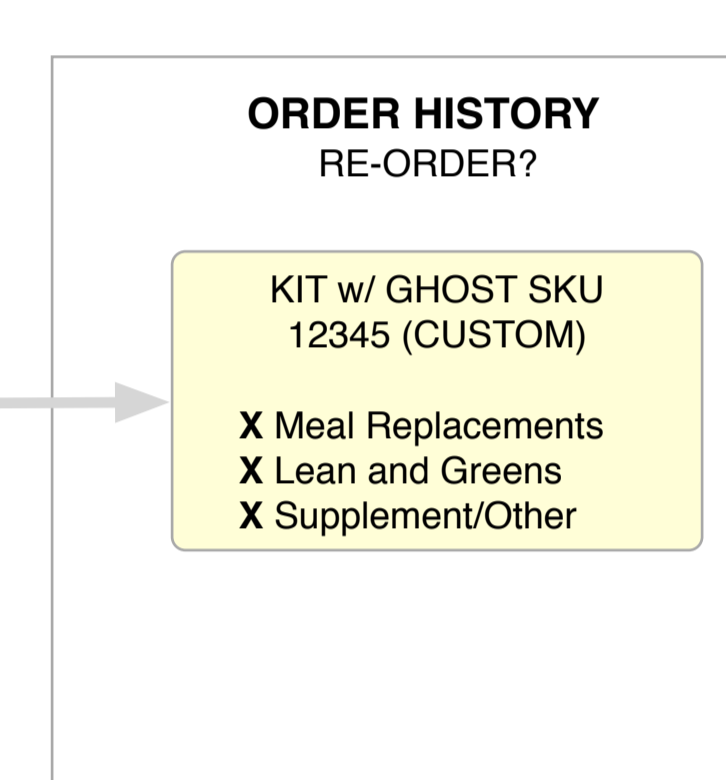 ORDER HISTORY
RE-ORDER?
KIT w/ GHOST SKU
12345 (CUSTOM)
X Meal Replacements
X Lean and Greens
X Supplement/Other